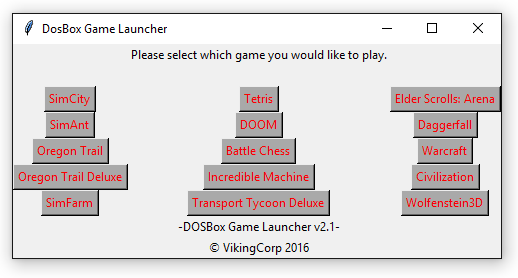 DosBox Game Launcher
Please select which game you would like to play.
SimCity Tetris Elder Scrolls: Arena
SimAnt DOOM Daggerfall
Oregon Trail Battle Chess Warcraft
Oregon Trail Deluxe Incredible Machine Civilization
SimFarm Transport Tycoon Deluxe Wolfenstein3D
-DOSBox Game Launcher v2.1-
© VikingCorp 2016